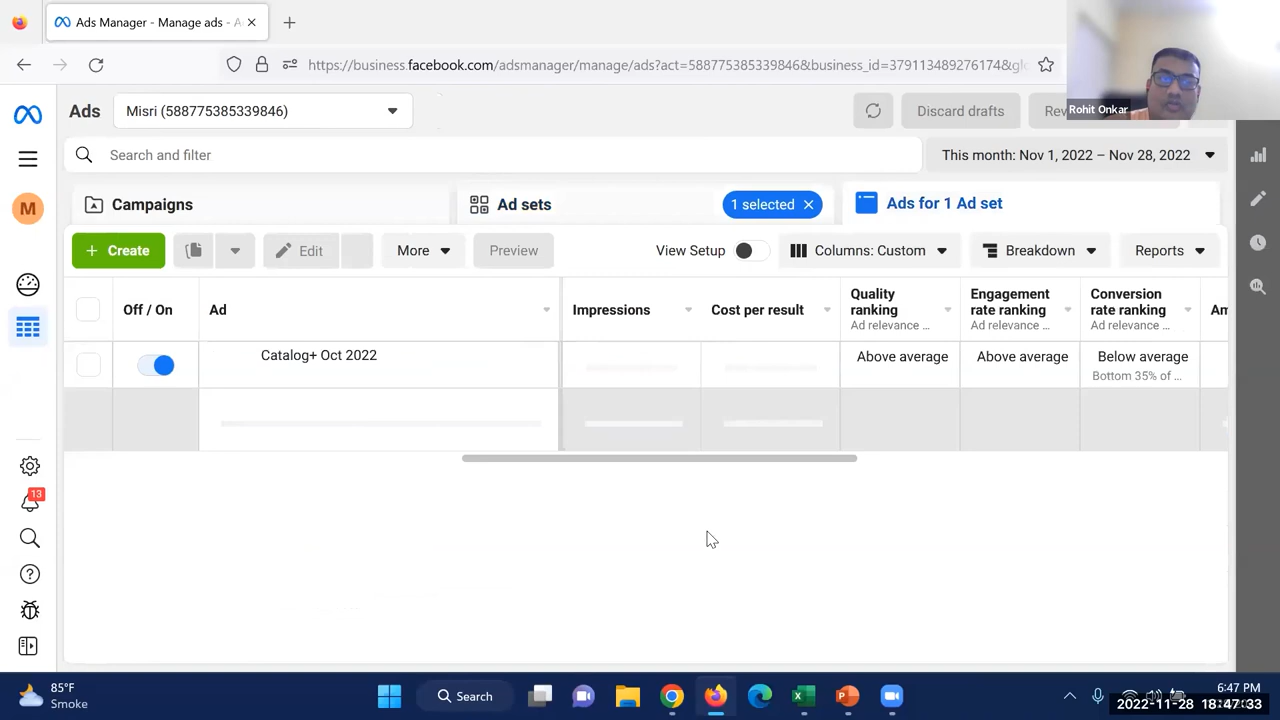 Ads Manager - Manage ads - A
https://business.facebook.com/adsmanager/manage/ads?act=588775385339846&business_id=379113489276174&glo
Rohit Onkar
Ads
Misri (588775385339846)
Discard drafts
Rev
Search and filter
This month: Nov 1, 2022 – Nov 28, 2022
M
Campaigns
Ad sets
1 selected
Ads for 1 Ad set
+ Create
Edit
More
Preview
View Setup
Columns: Custom
Breakdown
Reports
Off / On
Ad
Impressions
Cost per result
Quality
ranking
Ad relevance ...
Engagement
rate ranking
Ad relevance ...
Conversion
rate ranking
Ad relevance ...
Am
Catalog+ Oct 2022
Above average
Above average
Below average
Bottom 35% of ...
13
85°F
Smoke
Search
6:47 PM
2022-11-28 18:47:33